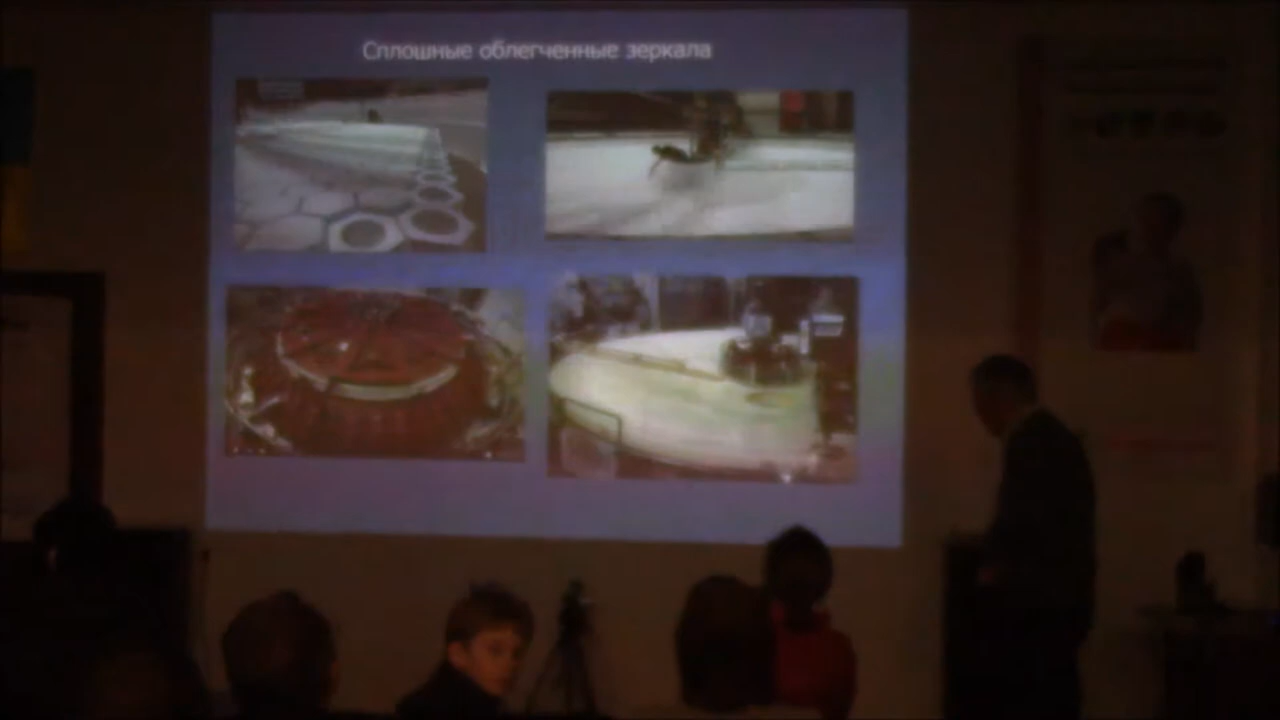 Сплошные облегченные зеркала